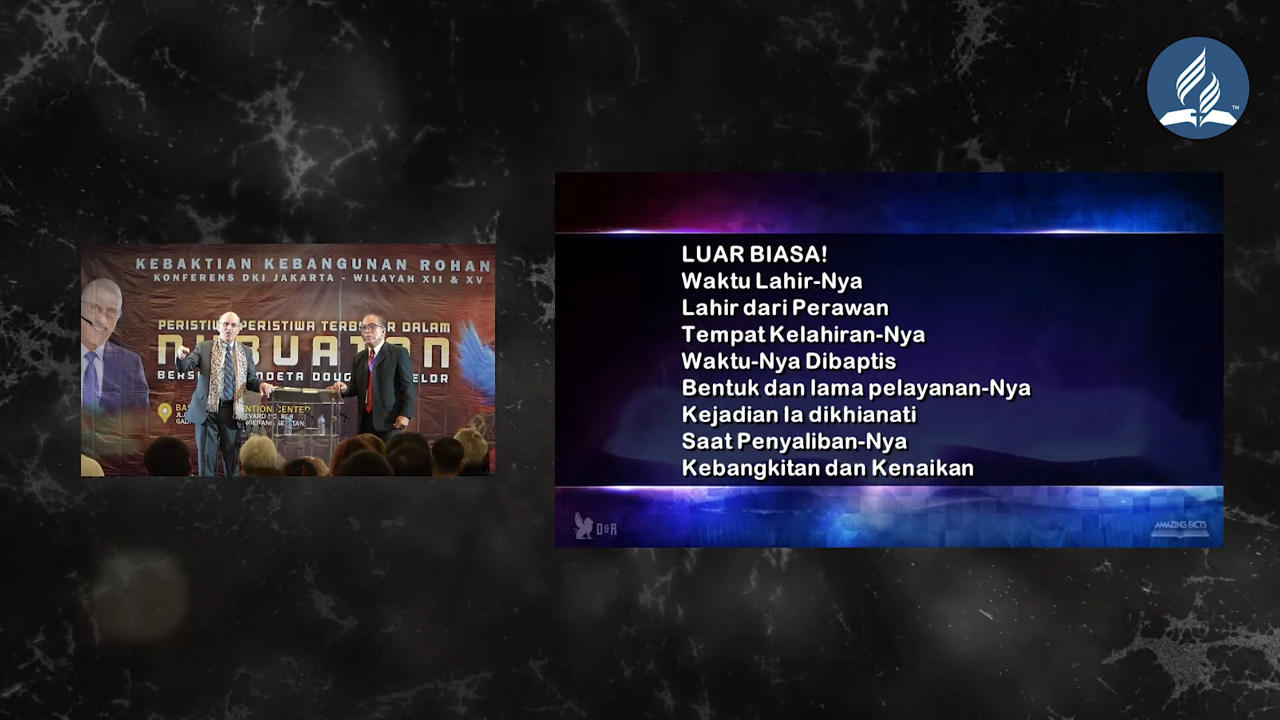 KEBAKTIAN KEBANGUNAN ROHAN
KONFERENS DKI JAKARTA - WILAYAH XII & XV
DALAM
LUAR BIASA!
Waktu Lahir-Nya
Lahir dari Perawan
Tempat Kelahiran-Nya
Waktu-Nya Dibaptis
Bentuk dan lama pelayanan-Nya
Kejadian Ia dikhianati
Saat Penyaliban-Nya
Kebangkitan dan Kenaikan
D&R
AMAZING FACTS
TM